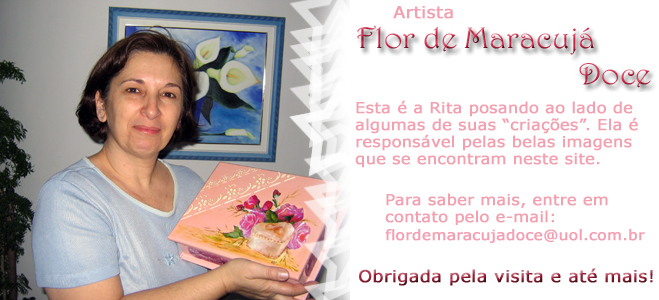 Artista
Flor de Maracujá
Doce
Esta é a Rita posando ao lado de
algumas de suas “criações”. Ela é
responsável pelas belas imagens
que se encontram neste site.
Para saber mais, entre em
contato pelo e-mail:
flordemaracujadoce@uol.com.br
Obrigada pela visita e até mais!